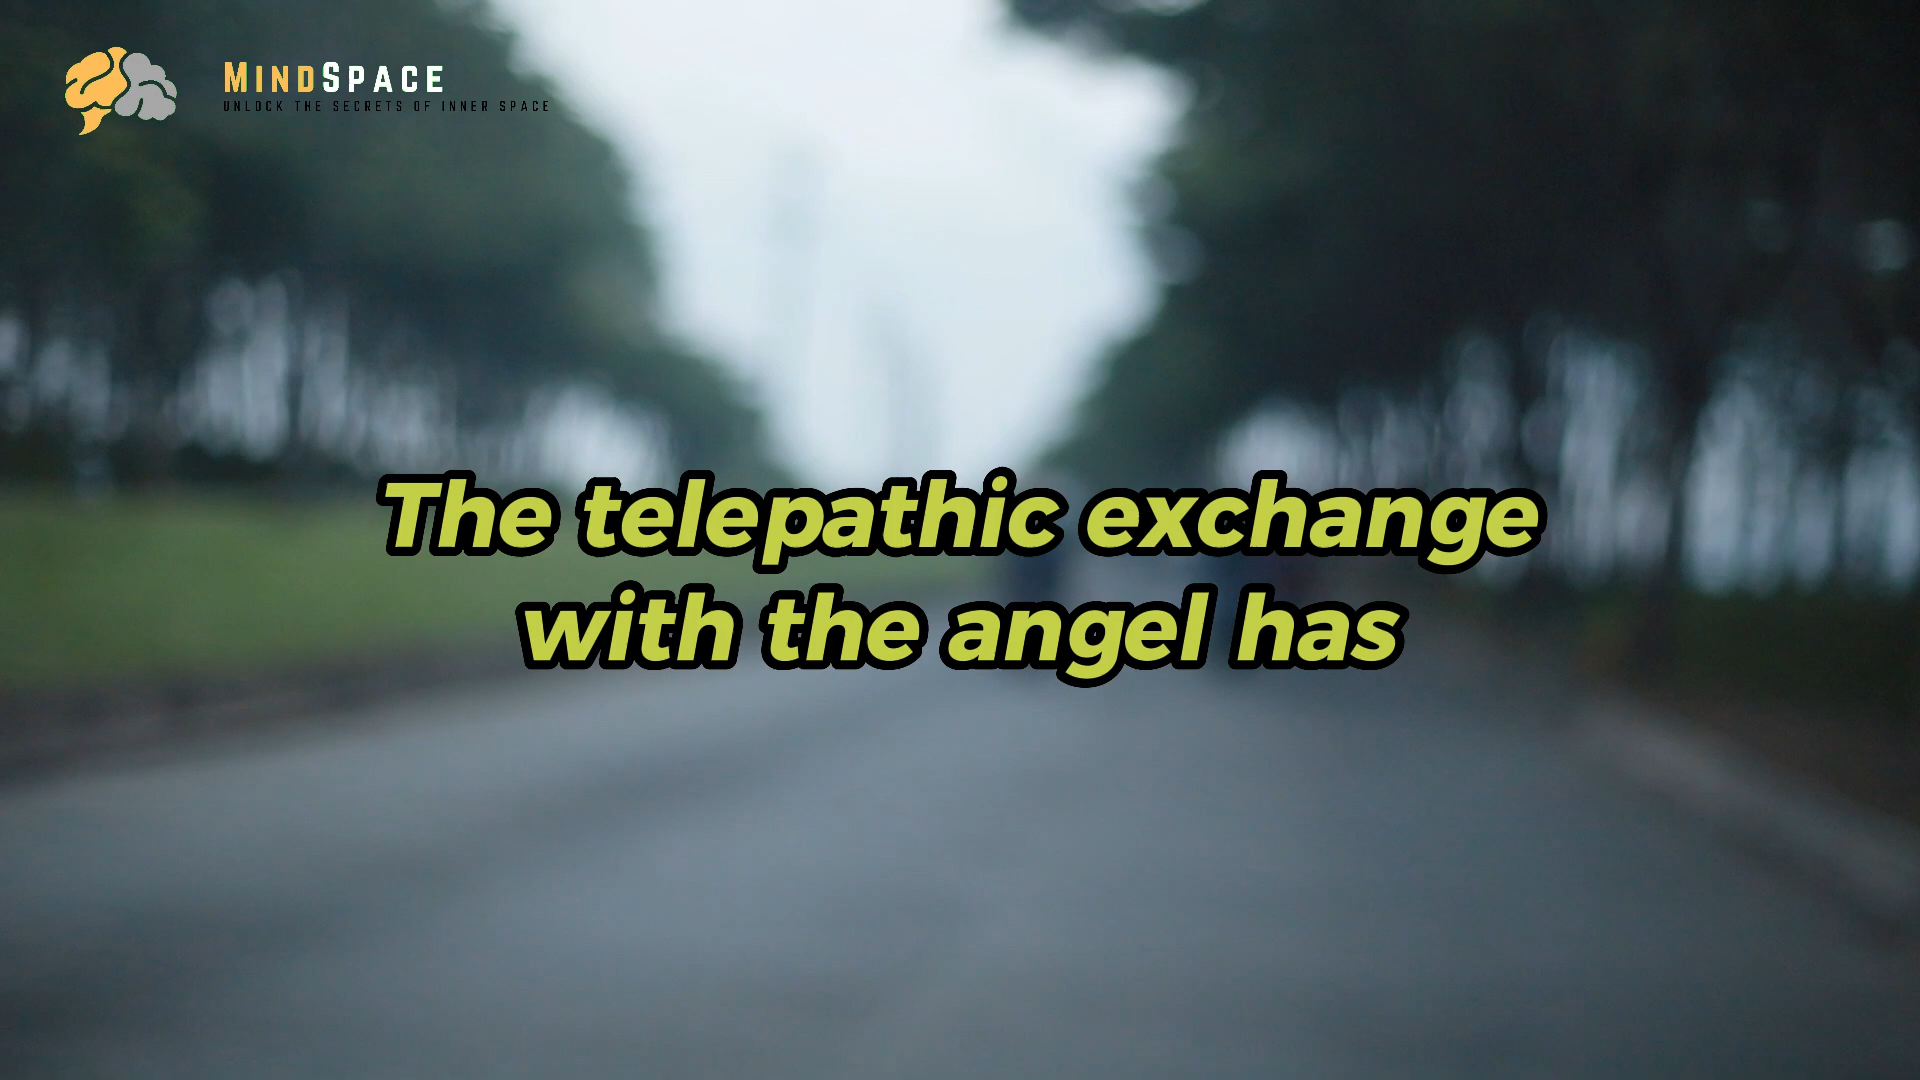 MINDSPACE
UNLOCK THE SECRETS OF INNER SPACE
The telepathic exchange
with the angel has